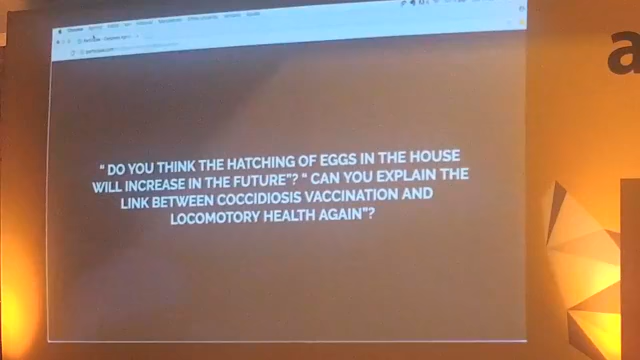 “ DO YOU THINK THE HATCHING OF EGGS IN THE HOUSE
WILL INCREASE IN THE FUTURE”? “ CAN YOU EXPLAIN THE
LINK BETWEEN COCCIDIOSIS VACCINATION AND
LOCOMOTORY HEALTH AGAIN”?
a